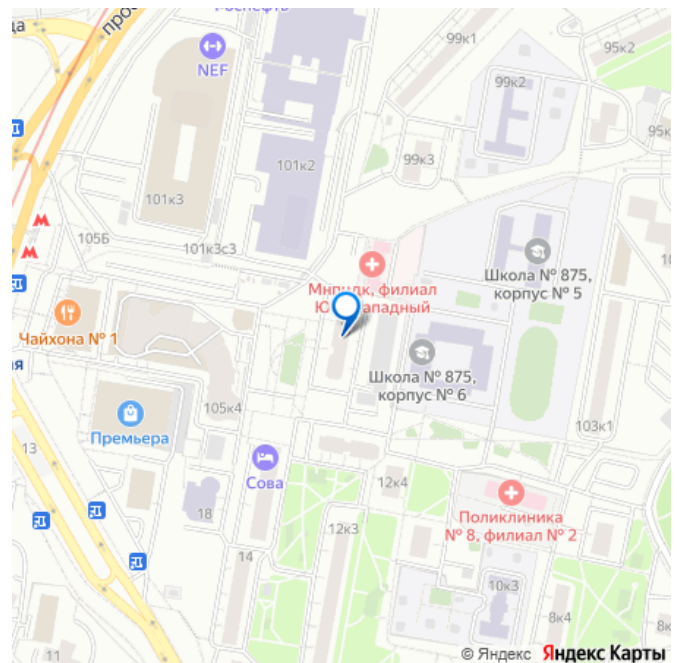 Роснефть
99к1
95к2
NEF
99к2
95к
101к2
99к3
101к3
105Б
101к3с3
Школа № 875,
корпус № 5
Мнпцдк, филиал
Чайхона № 1
Школа № 875,
корпус № 6
105к4
Премьера
103к1
13
Сова
12к4
18
Поликлиника
№ 8, филиал № 2
12к3
14
10к3
8к4
11
© Яндекс Яндекс Карты